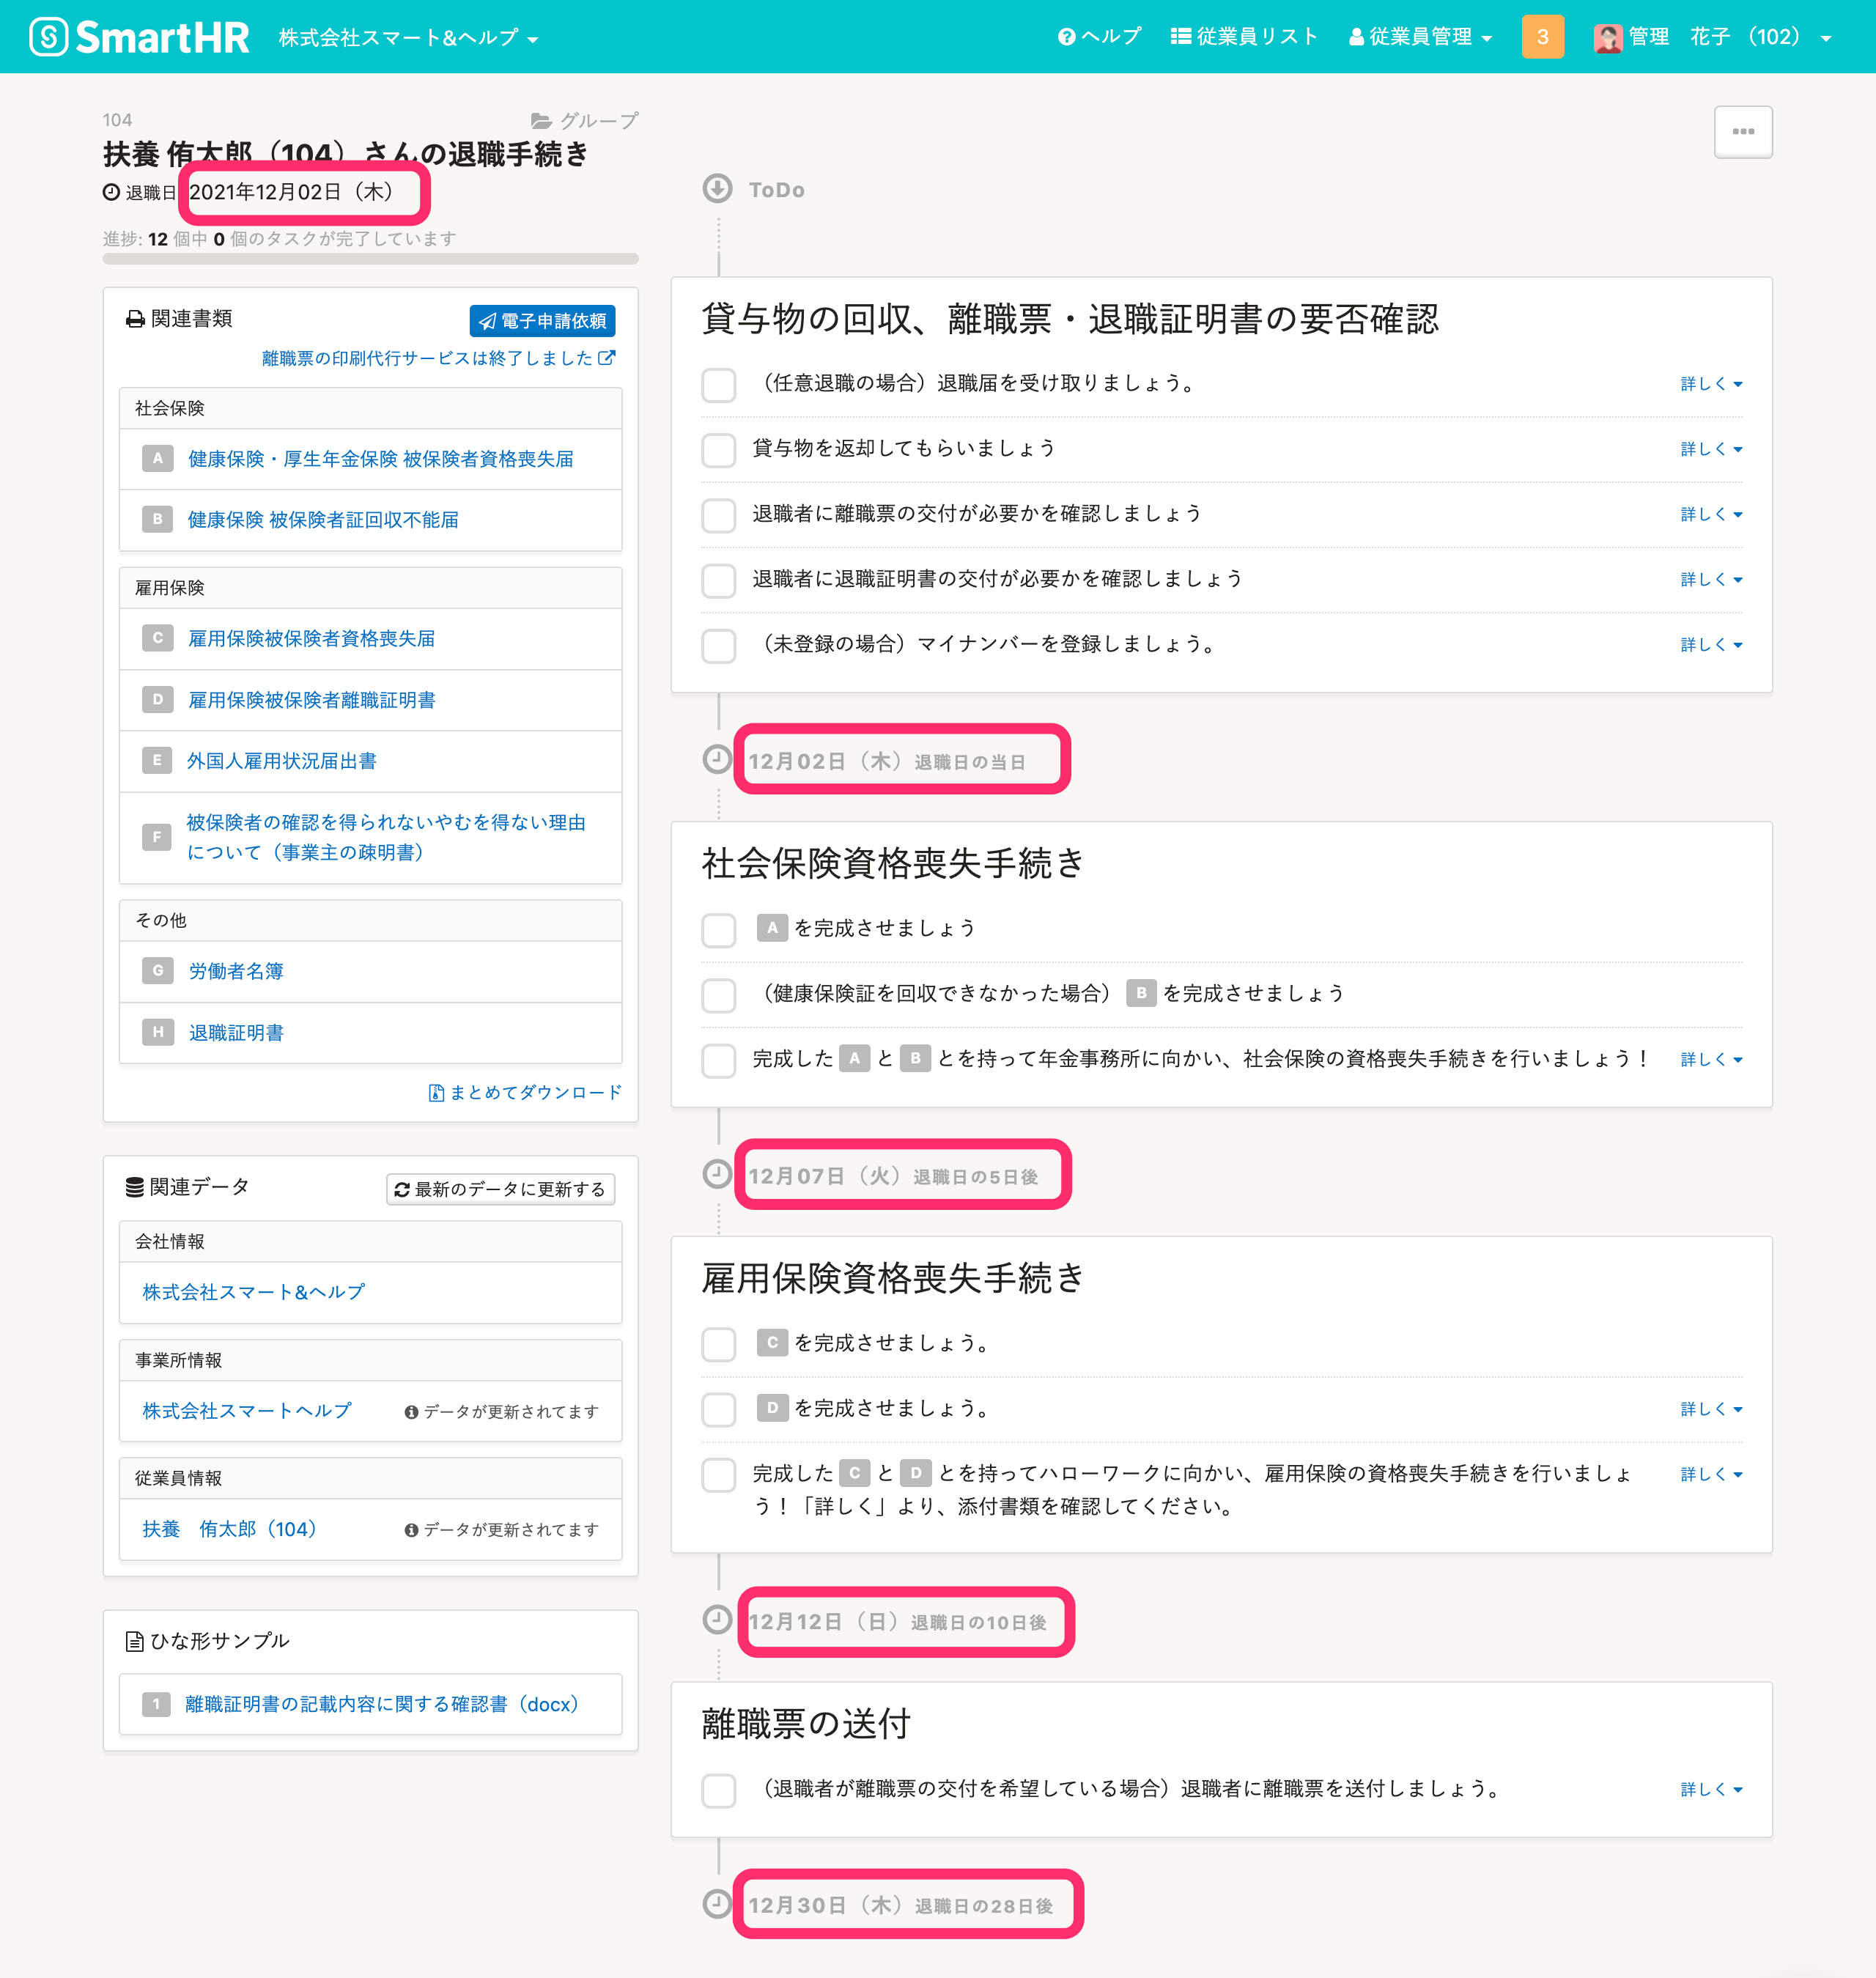 SmartHR 株式会社スマート&ヘルプ ヘルプ 従業員リスト 従業員管理 3 管理 花子 （102）
104
グループ
扶養 侑太郎（104）さんの退職手続き
退職日 2021年12月02日（木）
進捗: 12 個中 0 個のタスクが完了しています
関連書類
電子申請依頼
離職票の印刷代行サービスは終了しました
社会保険
A 健康保険・厚生年金保険 被保険者資格喪失届
B 健康保険 被保険者証回収不能届
雇用保険
C 雇用保険被保険者資格喪失届
D 雇用保険被保険者離職証明書
E 外国人雇用状況届出書
F 被保険者の確認を得られないやむを得ない理由
について（事業主の疎明書）
その他
G 労働者名簿
H 退職証明書
まとめてダウンロード
関連データ
最新のデータに更新する
会社情報
株式会社スマート&ヘルプ
事業所情報
株式会社スマートヘルプ データが更新されてます
従業員情報
扶養 侑太郎（104） データが更新されてます
ひな形サンプル
1 離職証明書の記載内容に関する確認書（docx）
ToDo
貸与物の回収、離職票・退職証明書の要否確認
（任意退職の場合）退職届を受け取りましょう。 詳しく
貸与物を返却してもらいましょう 詳しく
退職者に離職票の交付が必要かを確認しましょう 詳しく
退職者に退職証明書の交付が必要かを確認しましょう 詳しく
（未登録の場合）マイナンバーを登録しましょう。 詳しく
12月02日（木）退職日の当日
社会保険資格喪失手続き
A を完成させましょう
（健康保険証を回収できなかった場合） B を完成させましょう
完成した A と B とを持って年金事務所に向かい、社会保険の資格喪失手続きを行いましょう！ 詳しく
12月07日（火）退職日の5日後
雇用保険資格喪失手続き
C を完成させましょう。
D を完成させましょう。 詳しく
完成した C と D とを持ってハローワークに向かい、雇用保険の資格喪失手続きを行いましょ 詳しく
う！「詳しく」より、添付書類を確認してください。
12月12日（日）退職日の10日後
離職票の送付
（退職者が離職票の交付を希望している場合）退職者に離職票を送付しましょう。 詳しく
12月30日（木）退職日の28日後